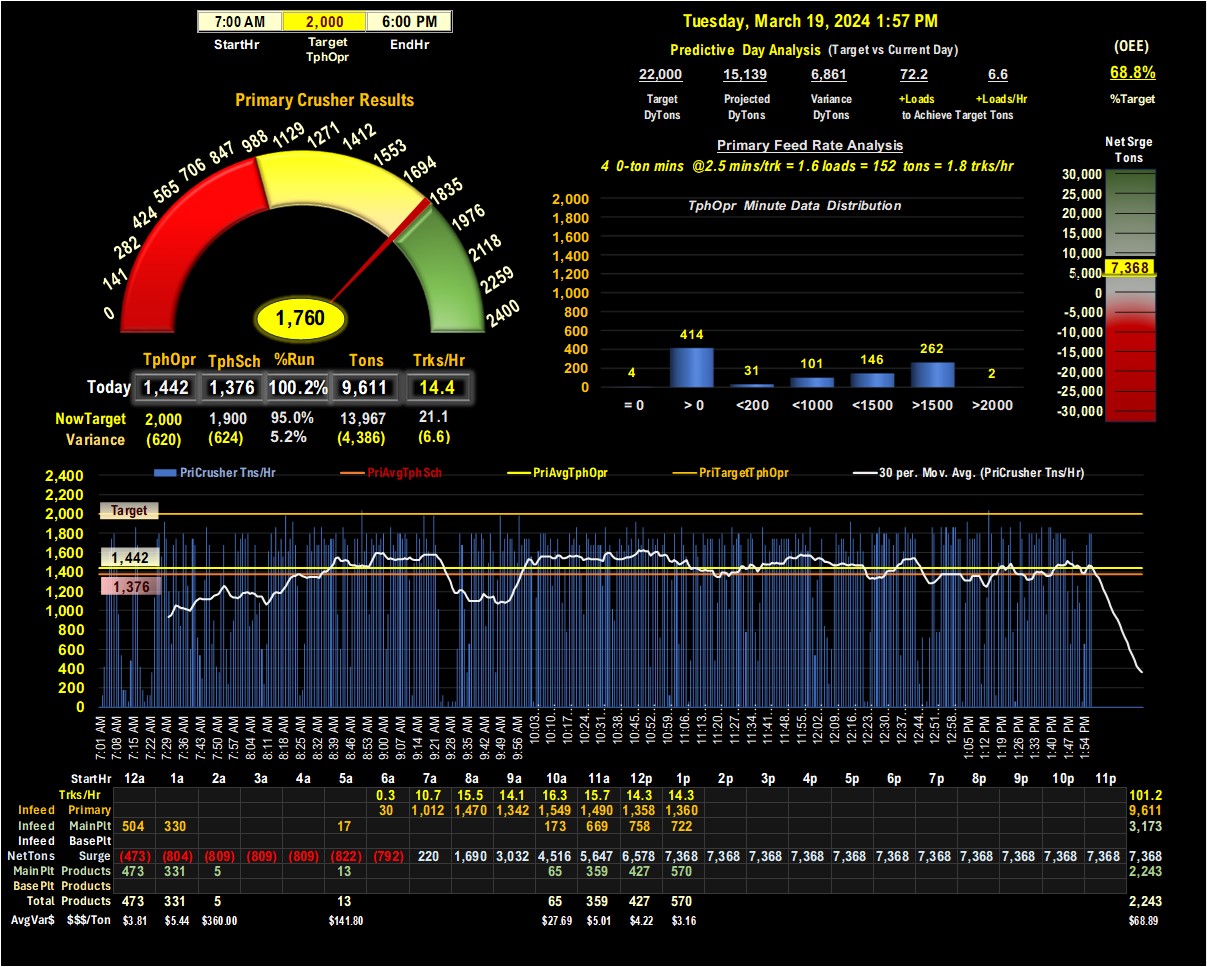 7:00 AM 2,000 6:00 PM
StartHr Target TphOpr EndHr
Tuesday, March 19, 2024 1:57 PM
Predictive Day Analysis (Target vs Current Day)
22,000 15,139 6,861 72.2 6.6
Target DyTons Projected DyTons Variance DyTons +Loads +Loads/Hr
to Achieve Target Tons
(OEE)
68.8%
%Target
Primary Crusher Results
0 141 282 424 565 706 847 988 1129 1271 1412 1553 1694 1835 1976 2118 2259 2400
1,760
TphOpr TphSch %Run Tons Trks/Hr
Today 1,442 1,376 100.2% 9,611 14.4
NowTarget 2,000 1,900 95.0% 13,967 21.1
Variance (620) (624) 5.2% (4,386) (6.6)
Primary Feed Rate Analysis
4 0-ton mins @2.5 mins/trk = 1.6 loads = 152 tons = 1.8 trks/hr
TphOpr Minute Data Distribution
2,000
1,800
1,600
1,400
1,200
1,000
800
600
400
200
0
4 414 31 101 146 262 2
= 0 > 0 <200 <1000 <1500 >1500 >2000
Net Srge
Tons
30,000
25,000
20,000
15,000
10,000
5,000
7,368
0
-5,000
-10,000
-15,000
-20,000
-25,000
-30,000
PriCrusher Tns/Hr PriAvgTphSch PriAvgTphOpr PriTargetTphOpr 30 per. Mov. Avg. (PriCrusher Tns/Hr)
2,400
2,200
2,000
1,800
1,600
1,400
1,200
1,000
800
600
400
200
0
Target
1,442
1,376
7:01 AM 7:08 AM 7:15 AM 7:22 AM 7:29 AM 7:36 AM 7:43 AM 7:50 AM 7:57 AM 8:04 AM 8:11 AM 8:18 AM 8:25 AM 8:32 AM 8:39 AM 8:46 AM 8:53 AM 9:00 AM 9:07 AM 9:14 AM 9:21 AM 9:28 AM 9:35 AM 9:42 AM 9:49 AM 9:56 AM 10:03... 10:10... 10:17... 10:24... 10:31... 10:38... 10:45... 10:52... 10:59... 11:06... 11:13... 11:20... 11:27... 11:34... 11:41... 11:48... 11:55... 12:02... 12:09... 12:16... 12:23... 12:30... 12:37... 12:44... 12:51... 12:58... 1:05 PM 1:12 PM 1:19 PM 1:26 PM 1:33 PM 1:40 PM 1:47 PM 1:54 PM
StartHr 12a 1a 2a 3a 4a 5a 6a 7a 8a 9a 10a 11a 12p 1p 2p 3p 4p 5p 6p 7p 8p 9p 10p 11p
Trks/Hr 0.3 10.7 15.5 14.1 16.3 15.7 14.3 14.3 101.2
Infeed Primary 30 1,012 1,470 1,342 1,549 1,490 1,358 1,360 9,611
Infeed MainPlt 504 330 17 173 669 758 722 3,173
Infeed BasePlt
NetTons Surge (473) (804) (809) (809) (809) (822) (792) 220 1,690 3,032 4,516 5,647 6,578 7,368 7,368 7,368 7,368 7,368 7,368 7,368 7,368 7,368 7,368 7,368 7,368
Main Plt Products 473 331 5 13 65 359 427 570 2,243
Base Plt Products
Total Products 473 331 5 13 65 359 427 570 2,243
AvgVar$ $$$/Ton $3.81 $5.44 $360.00 $141.80 $27.69 $5.01 $4.22 $3.16 $68.89